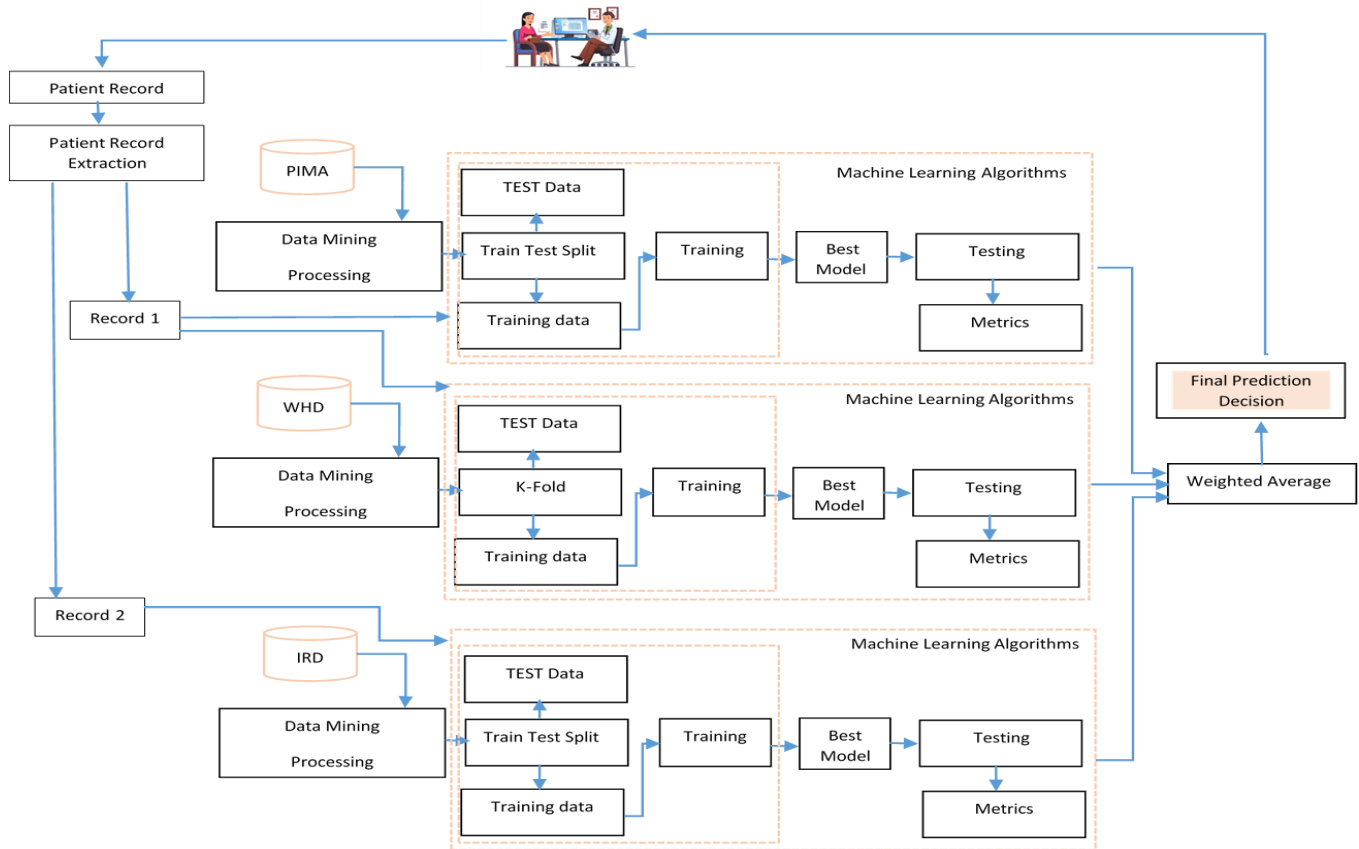 Patient Record
Patient Record
Extraction
PIMA
Machine Learning Algorithms
TEST Data
Data Mining
Processing
Train Test Split
Training
Best
Model
Testing
Training data
Metrics
Record 1
WHD
Machine Learning Algorithms
TEST Data
Data Mining
Processing
K-Fold
Training
Best
Model
Testing
Training data
Metrics
Final Prediction
Decision
Weighted Average
Record 2
IRD
Machine Learning Algorithms
TEST Data
Data Mining
Processing
Train Test Split
Training
Best
Model
Testing
Training data
Metrics